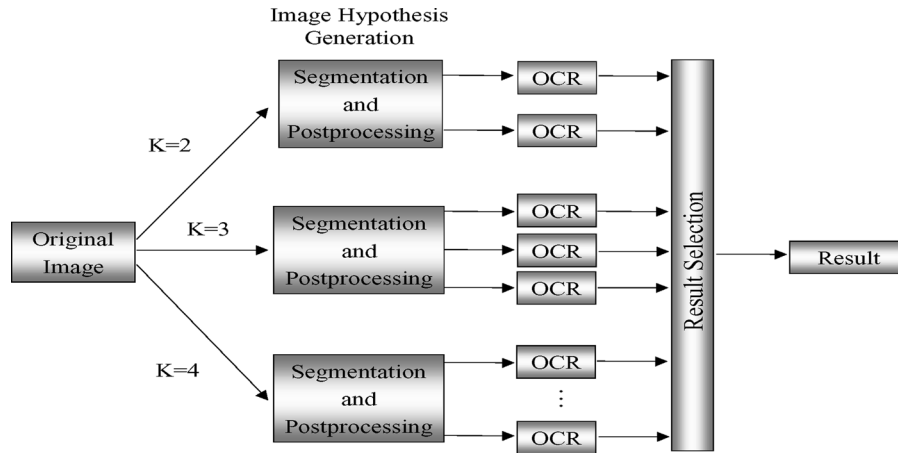 Image Hypothesis
Generation
Segmentation
and
Postprocessing
OCR
OCR
K=2
Original
Image
K=3
Segmentation
and
Postprocessing
OCR
OCR
OCR
Result Selection
Result
K=4
Segmentation
and
Postprocessing
OCR
...
OCR